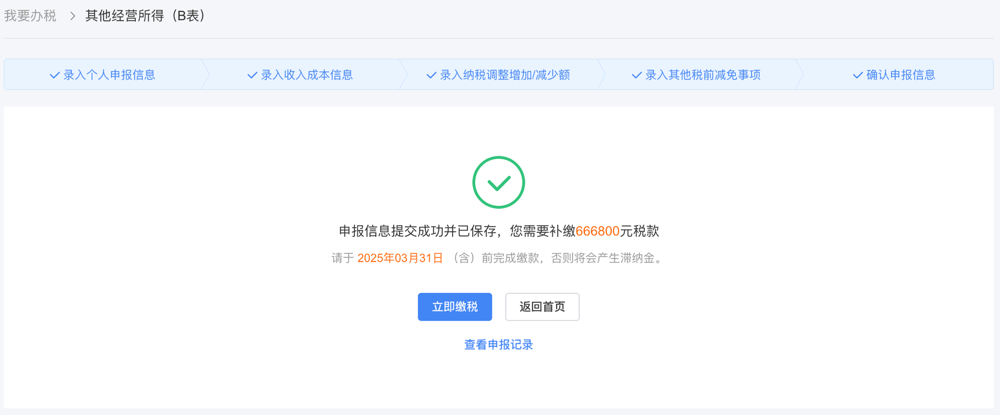 我要办税 > 其他经营所得（B表）
录入个人申报信息
录入收入成本信息
录入纳税调整增加/减少额
录入其他税前减免事项
确认申报信息
申报信息提交成功并已保存，您需要补缴666800元税款
请于 2025年03月31日 （含）前完成缴款，否则将会产生滞纳金。
立即缴税
返回首页
查看申报记录